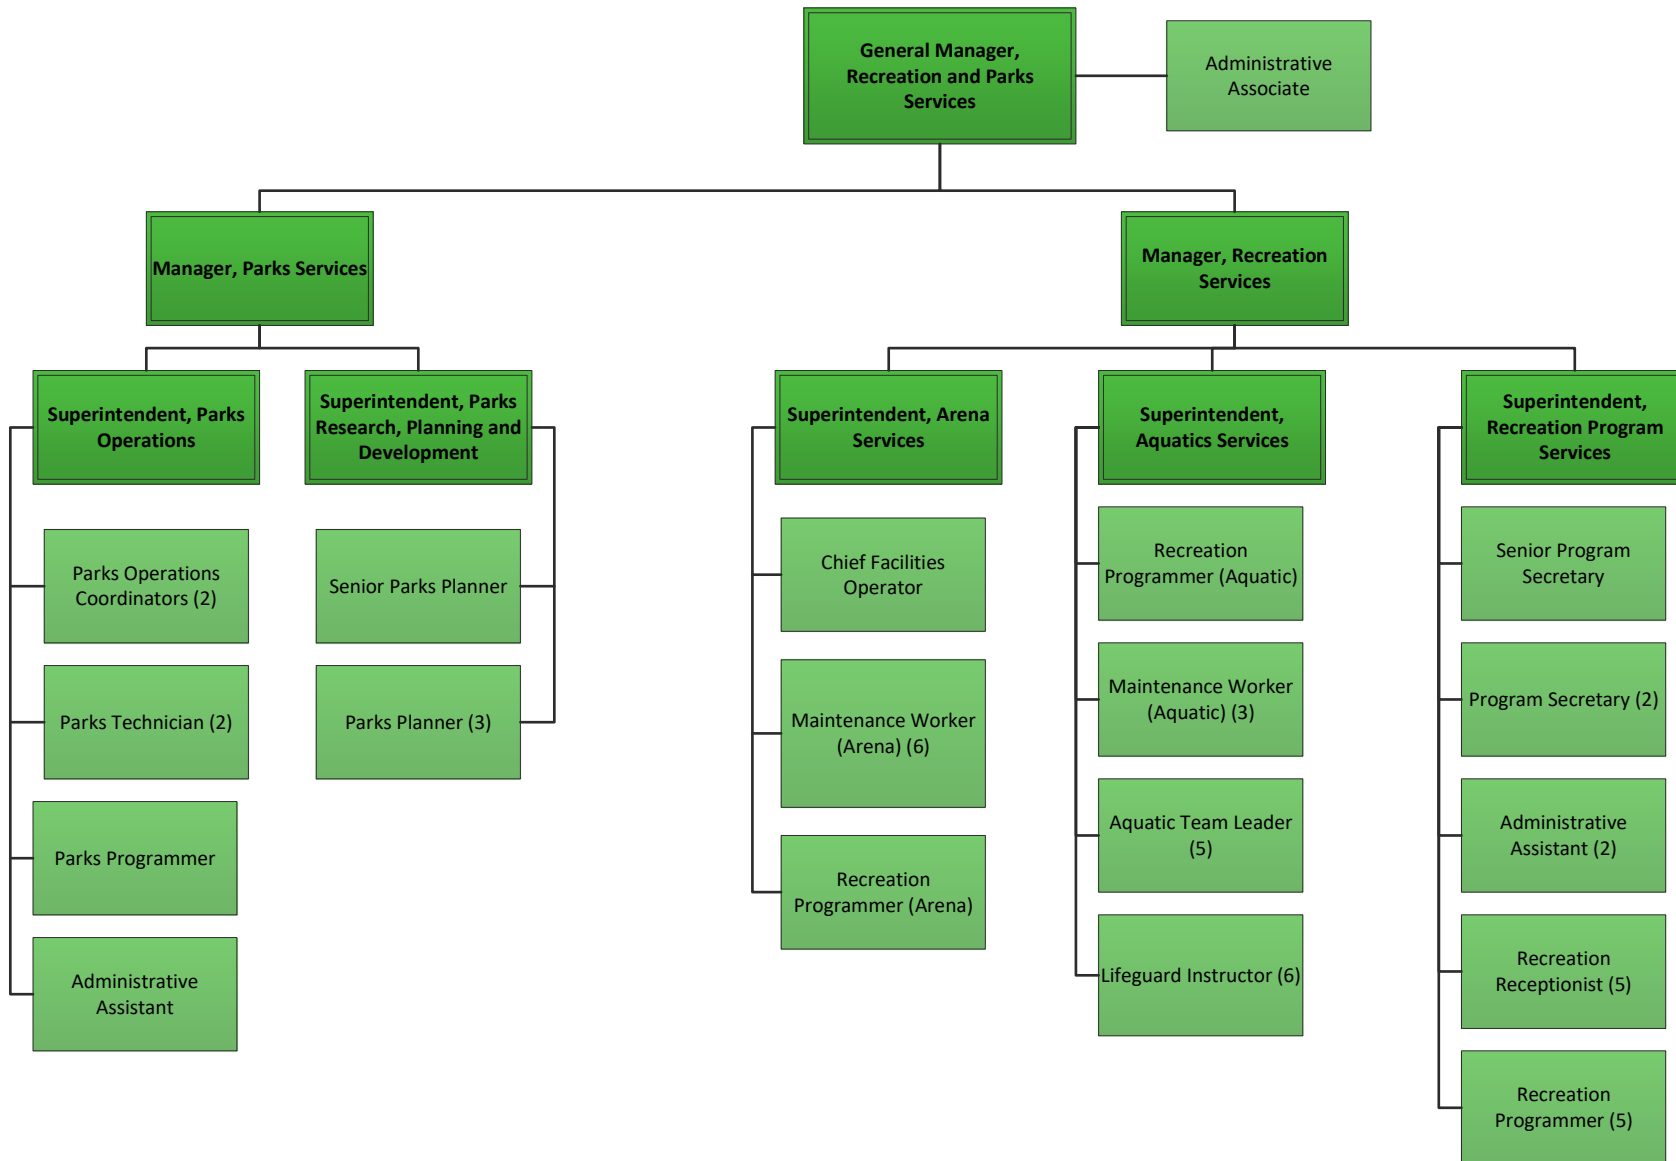 General Manager,
Recreation and Parks
Services
Administrative
Associate
Manager, Parks Services
Manager, Recreation
Services
Superintendent, Parks
Operations
Superintendent, Parks
Research, Planning and
Development
Superintendent, Arena
Services
Superintendent,
Aquatics Services
Superintendent,
Recreation Program
Services
Parks Operations
Coordinators (2)
Parks Technician (2)
Parks Programmer
Administrative
Assistant
Senior Parks Planner
Parks Planner (3)
Chief Facilities
Operator
Maintenance Worker
(Arena) (6)
Recreation
Programmer (Arena)
Recreation
Programmer (Aquatic)
Maintenance Worker
(Aquatic) (3)
Aquatic Team Leader
(5)
Lifeguard Instructor (6)
Senior Program
Secretary
Program Secretary (2)
Administrative
Assistant (2)
Recreation
Receptionist (5)
Recreation
Programmer (5)